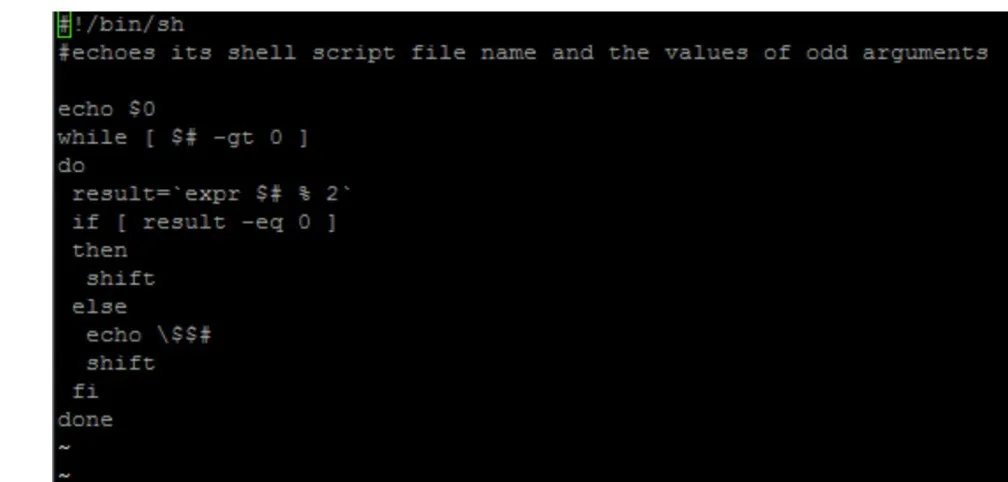 #!/bin/sh
#echoes its shell script file name and the values of odd arguments

echo $0
while [ $# -gt 0 ]
do
 result=`expr $# % 2`
 if [ result -eq 0 ]
 then
  shift
 else
  echo \$$#
  shift
 fi
done
~
~